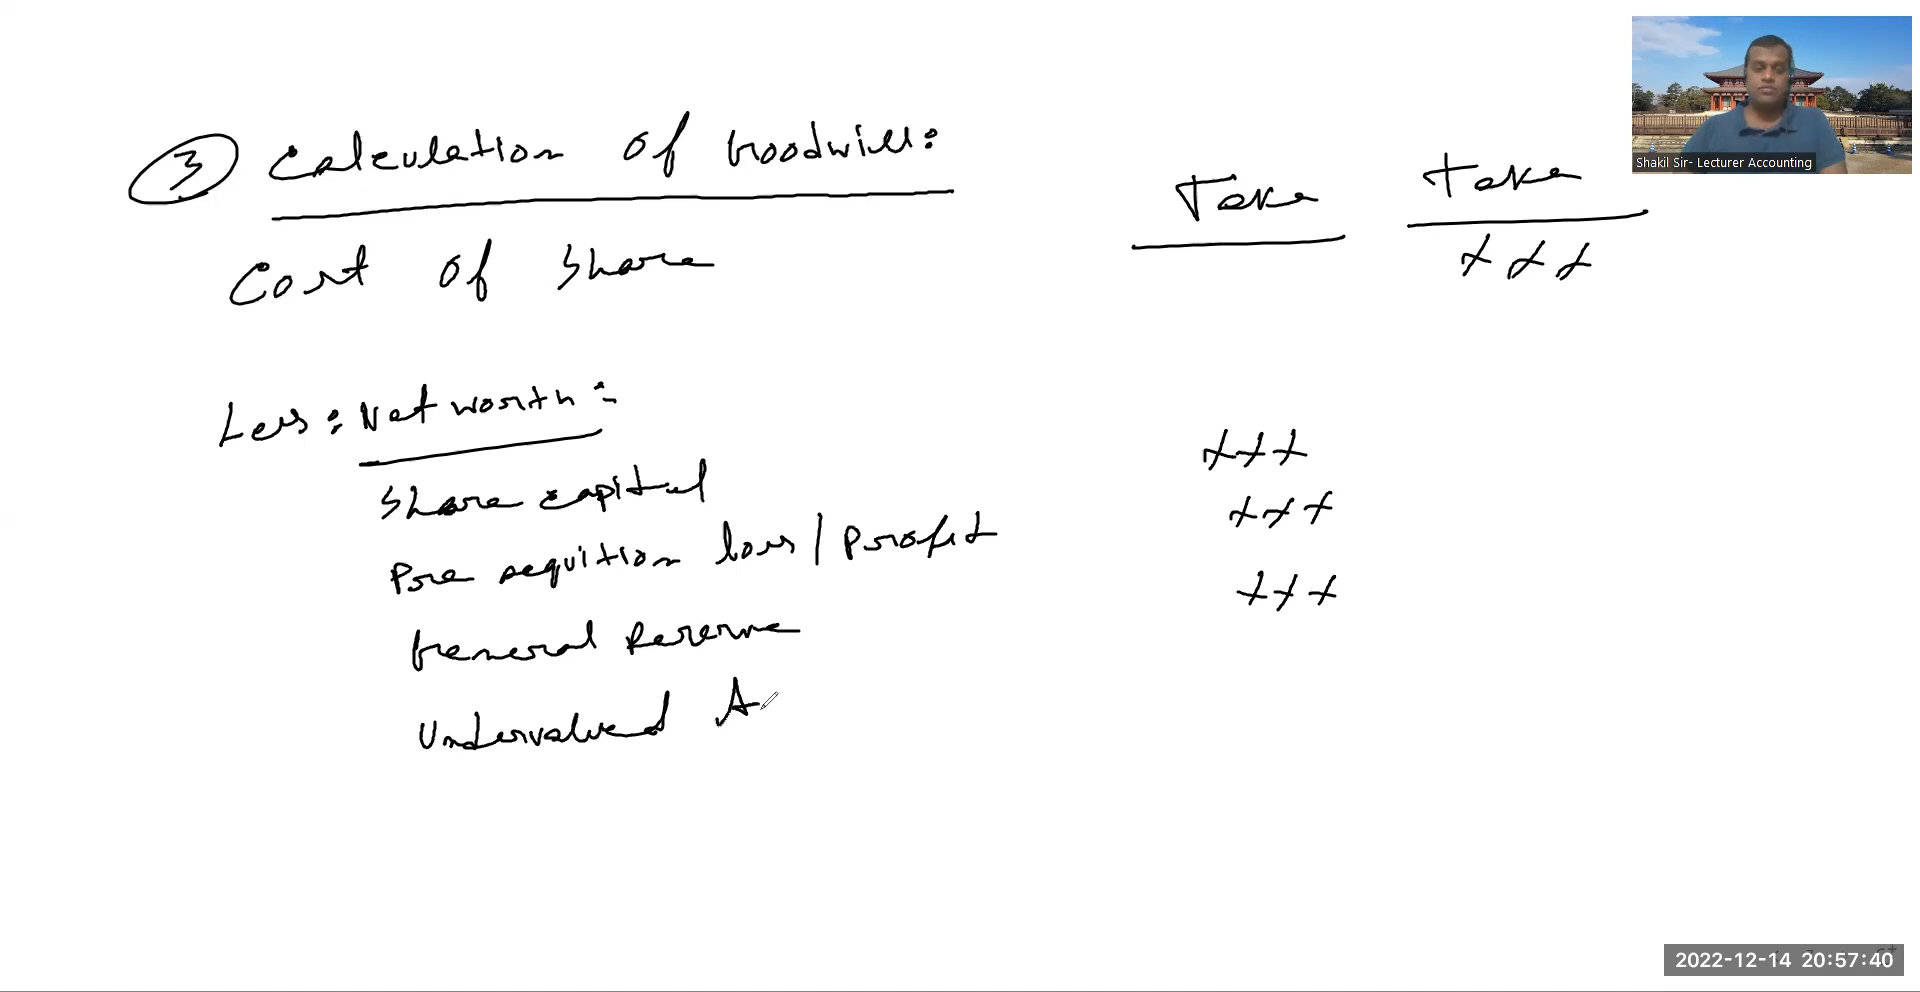 Shakil Sir- Lecturer Accounting
③ Calculation of Goodwill:
Taka Taka
Cost of Share xxx
Less: Net worth:
Share capital xxx
Pre aequition loss/Profit xxx
General Reserve xxx
Undervalued A
2022-12-14 20:57:40